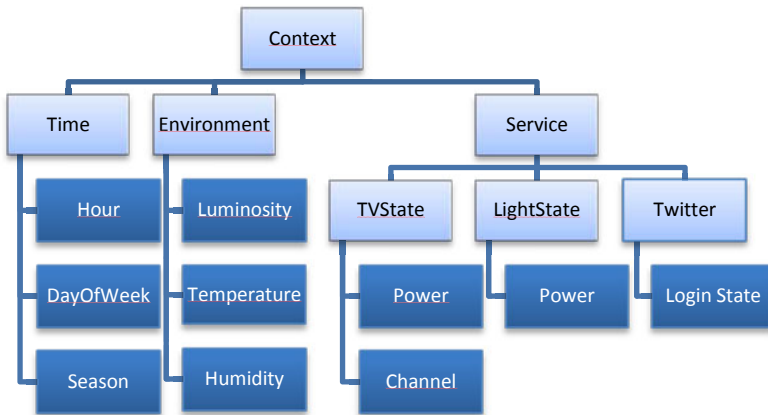 Context
Time
Environment
Service
Hour
Luminosity
TVState
LightState
Twitter
DayOfWeek
Temperature
Power
Power
Login State
Season
Humidity
Channel